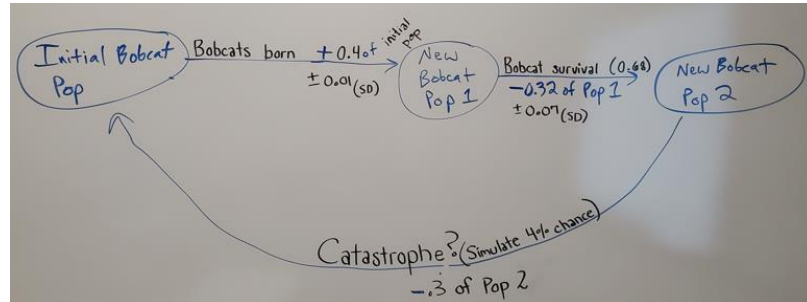 Initial Bobcat
Pop
Bobcats born
+0.4 of initial pop
±0.01 (SD)
New
Bobcat
Pop 1
Bobcat survival (0.68)
-0.32 of Pop 1
±0.07 (SD)
New Bobcat
Pop 2
Catastrophe? (Simulate 4% chance)
-.3 of Pop 2